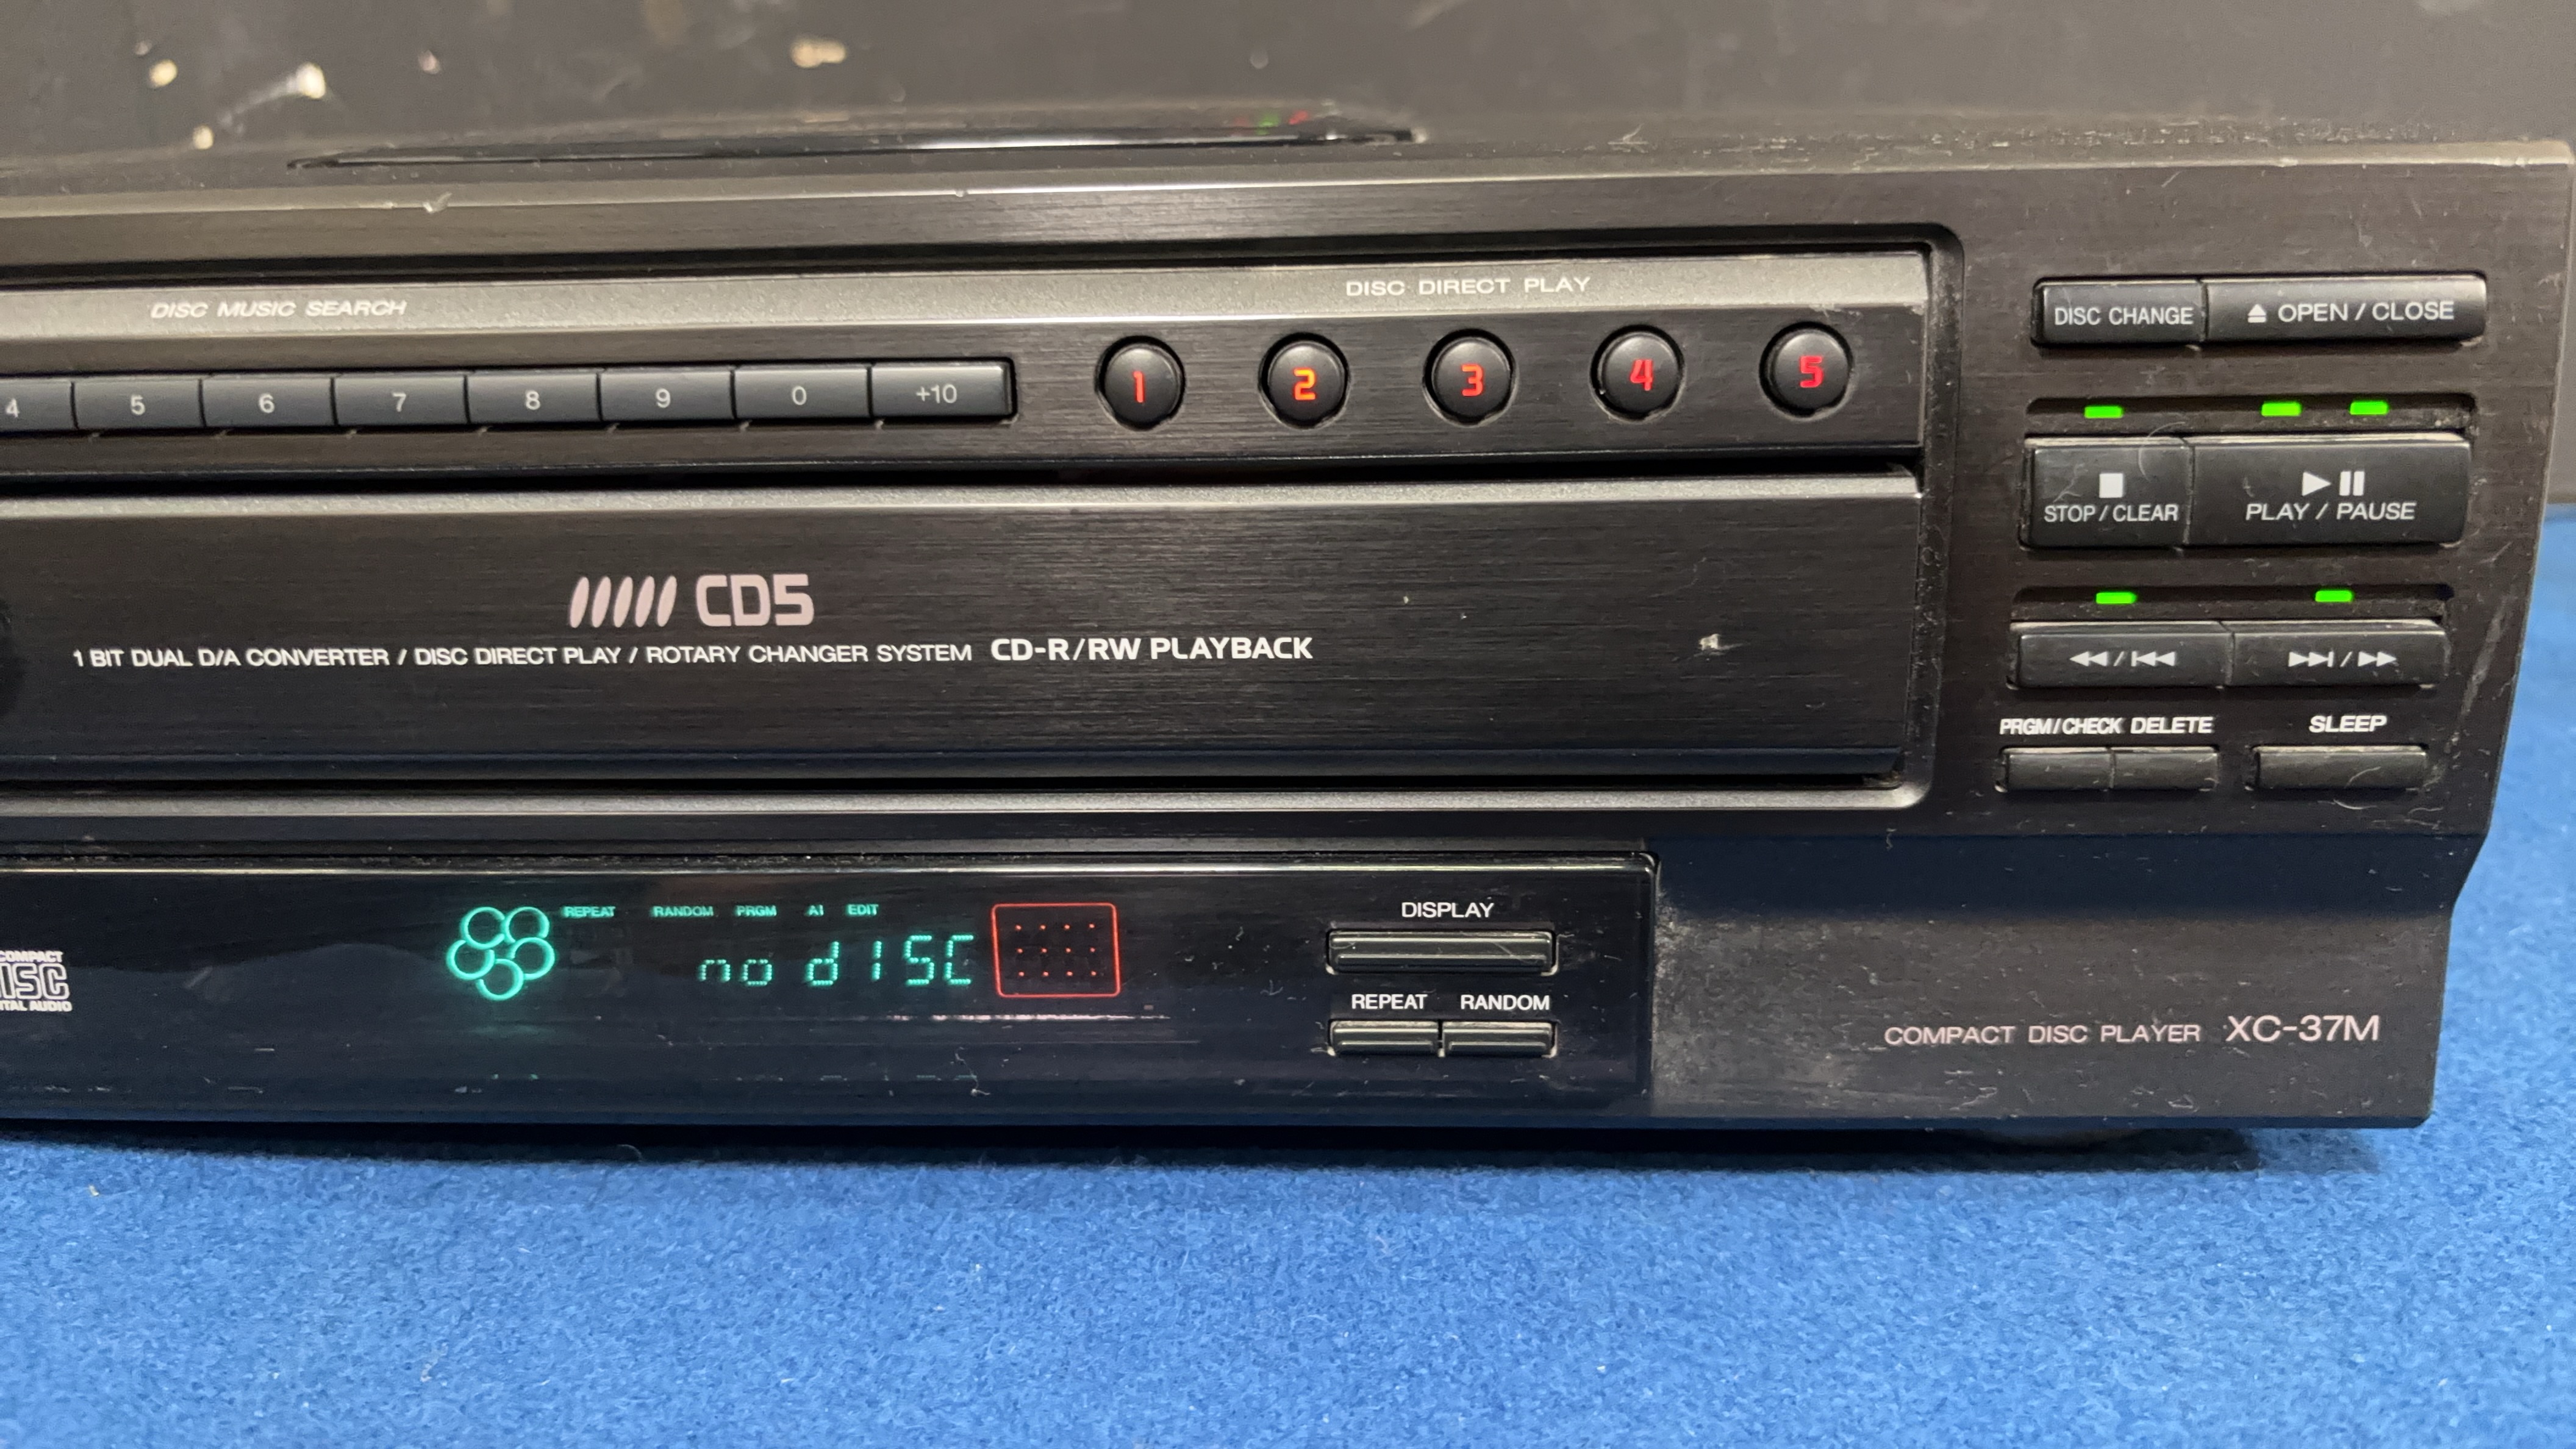 DISC MUSIC SEARCH
DISC DIRECT PLAY
4 5 6 7 8 9 0 +10
1 2 3 4 5
DISC CHANGE
OPEN / CLOSE
STOP / CLEAR
PLAY / PAUSE
CD5
1 BIT DUAL D/A CONVERTER / DISC DIRECT PLAY / ROTARY CHANGER SYSTEM CD-R/RW PLAYBACK
PRGM/CHECK DELETE
SLEEP
COMPACT
DISC
DIGITAL AUDIO
REPEAT RANDOM PRGM AI EDIT
no dISC
DISPLAY
REPEAT RANDOM
COMPACT DISC PLAYER XC-37M